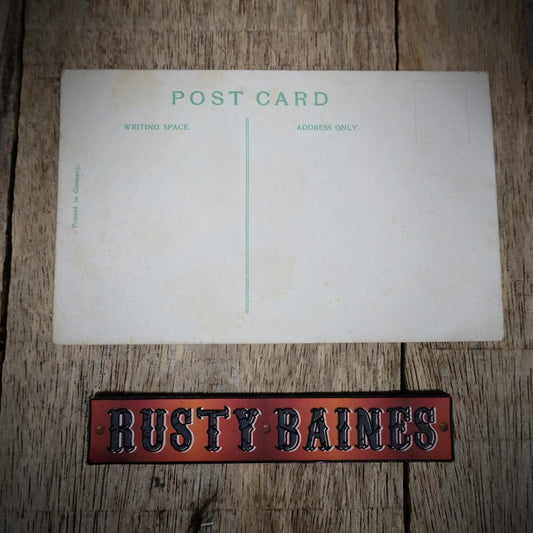 POST CARD
WRITING SPACE.
ADDRESS ONLY.
Printed in Germany.
RUSTY BAINES